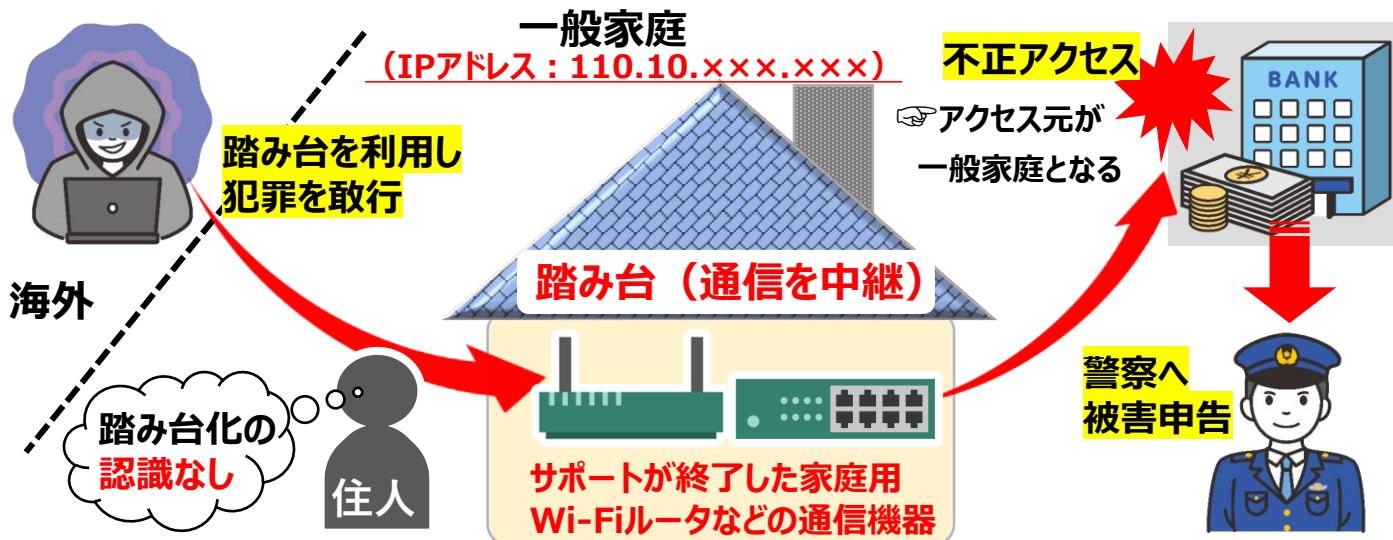 一般家庭
（IPアドレス：110.10.×××.×××）
不正アクセス
BANK
☞アクセス元が
一般家庭となる
踏み台を利用し
犯罪を敢行
海外
踏み台（通信を中継）
踏み台化の
認識なし
住人
サポートが終了した家庭用
Wi-Fiルータなどの通信機器
警察へ
被害申告